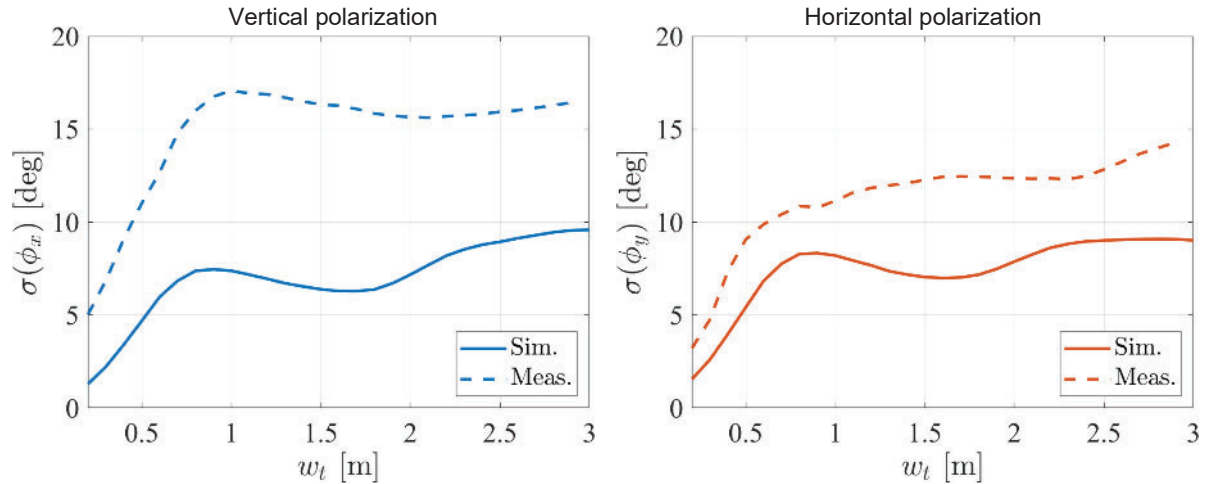 Vertical polarization
20
15
10
5
0
σ(ϕ_x) [deg]
Sim.
Meas.
0.5 1 1.5 2 2.5 3
w_t [m]
Horizontal polarization
20
15
10
5
0
σ(ϕ_y) [deg]
Sim.
Meas.
0.5 1 1.5 2 2.5 3
w_t [m]